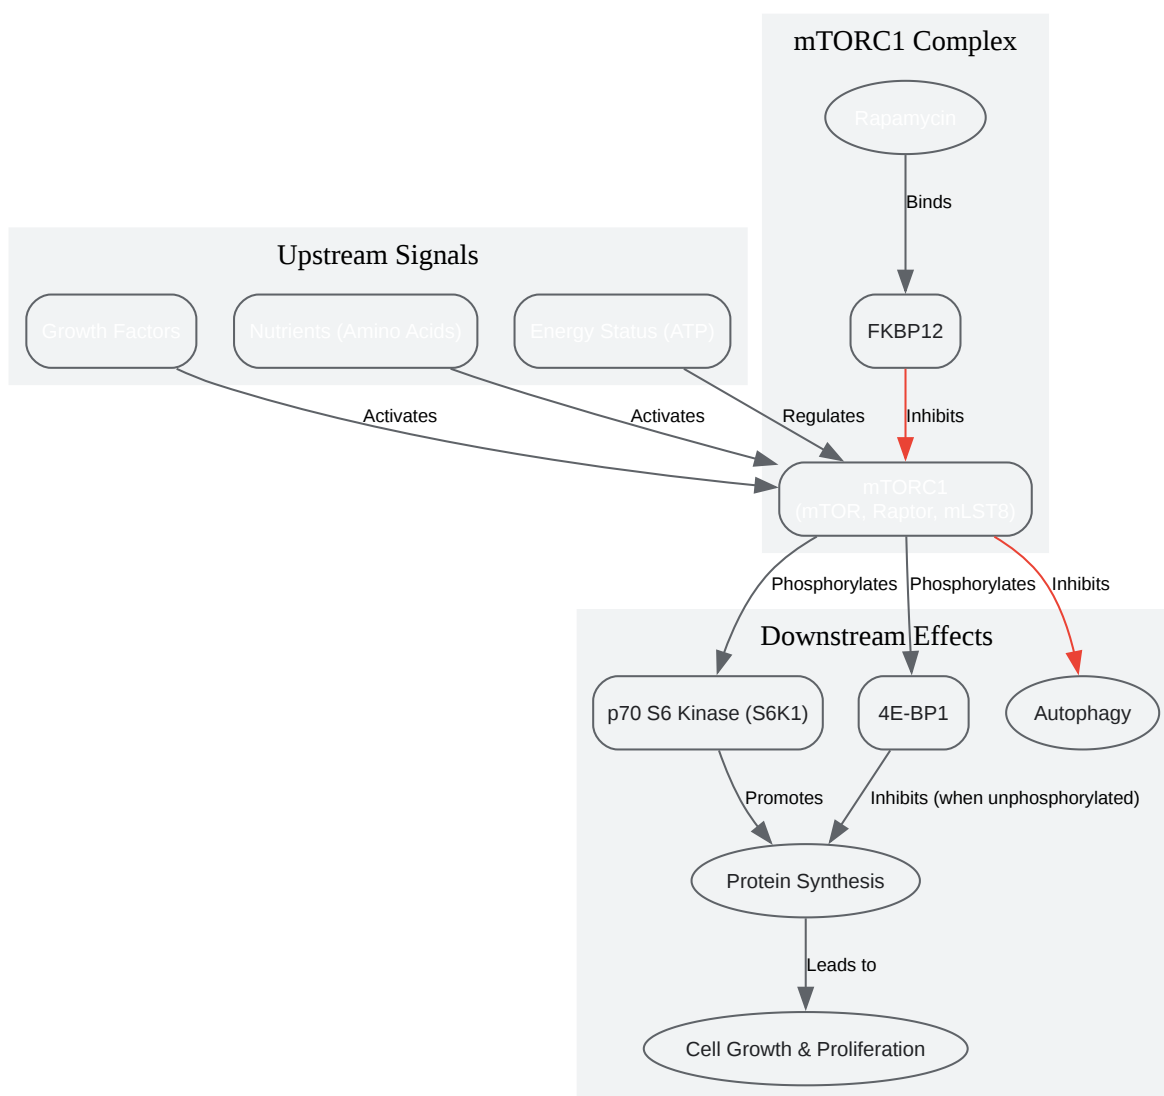 mTORC1 Complex
Rapamycin
Binds
Upstream Signals
Growth Factors
Nutrients (Amino Acids)
Energy Status (ATP)
FKBP12
Activates
Activates
Regulates
Inhibits
mTORC1
(mTOR, Raptor, mLST8)
Phosphorylates
Phosphorylates
Inhibits
Downstream Effects
p70 S6 Kinase (S6K1)
4E-BP1
Autophagy
Promotes
Inhibits (when unphosphorylated)
Protein Synthesis
Leads to
Cell Growth & Proliferation